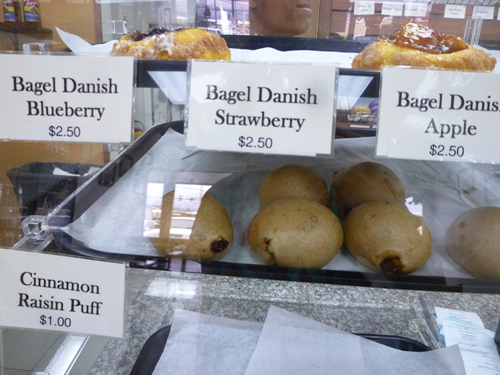 Bagel Danish
Blueberry
$2.50
Bagel Danish
Strawberry
$2.50
Bagel Danis
Apple
$2.50
Cinnamon
Raisin Puff
$1.00